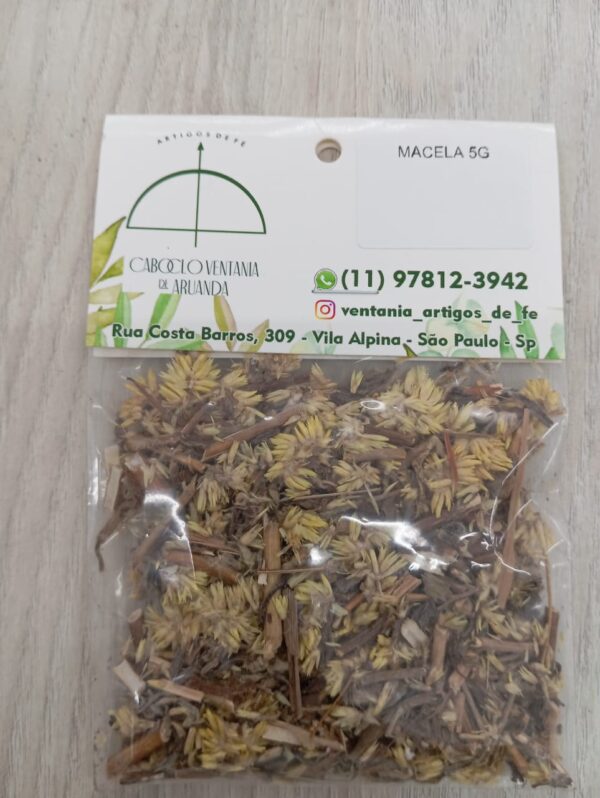 ARTIGOS DE FÉ
CABOCLO VENTANIA
DE ARUANDA
MACELA 5G
(11) 97812-3942
ventania_artigos_de_fe
Rua Costa Barros, 309 - Vila Alpina - São Paulo - Sp